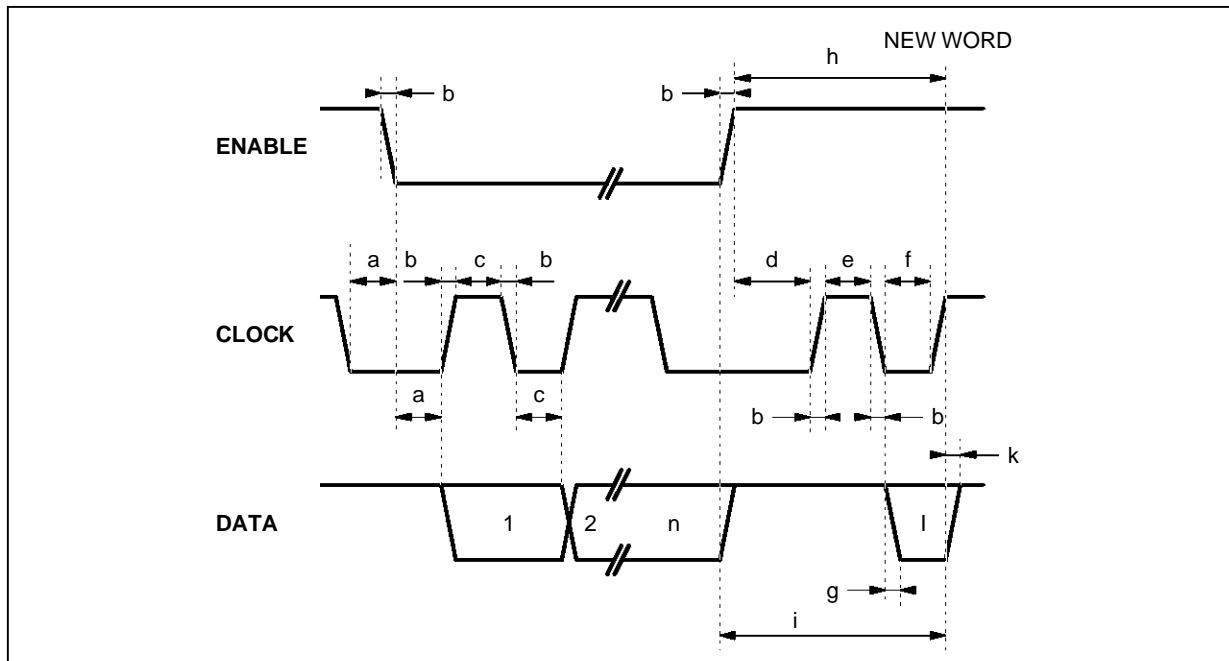 NEW WORD
h
b b
ENABLE
a b c b d e f
CLOCK
a c
b b
k
DATA 1 2 n I
g
i